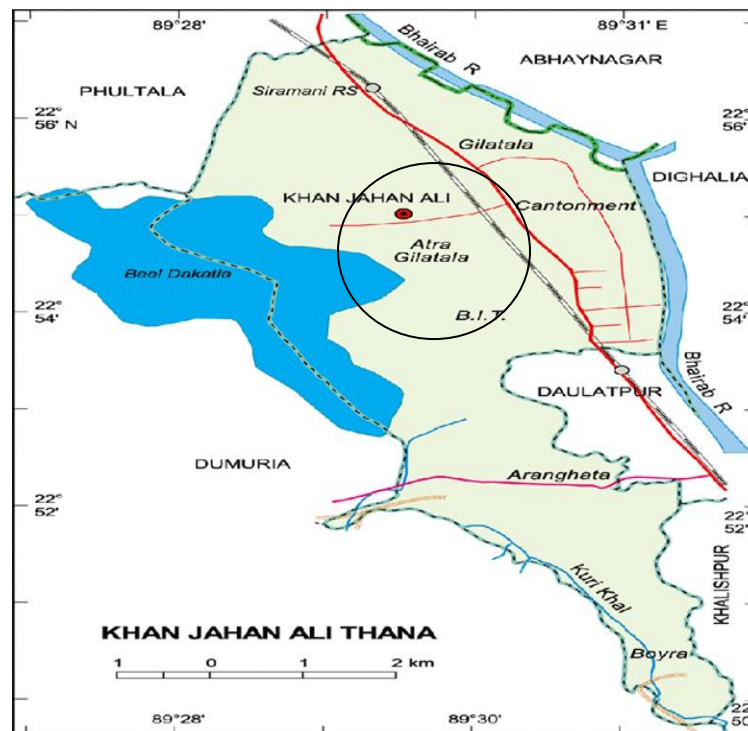 89°28'
89°31' E
Bhairab R
ABHAYNAGAR
PHULTALA
Siramani RS
22°
56' N
22°
56'
Gilatala
DIGHALIA
KHAN JAHAN ALI
Cantonment
Atra
Gilatala
Beel Dakatia
B.I.T.
22°
54'
22°
54'
Bhairab R
DAULATPUR
DUMURIA
Aranghata
22°
52'
22°
52'
KHALISHPUR
Kuri Khal
KHAN JAHAN ALI THANA
Boyra
1 0 1 2 km
22°
50'
89°28'
89°30'